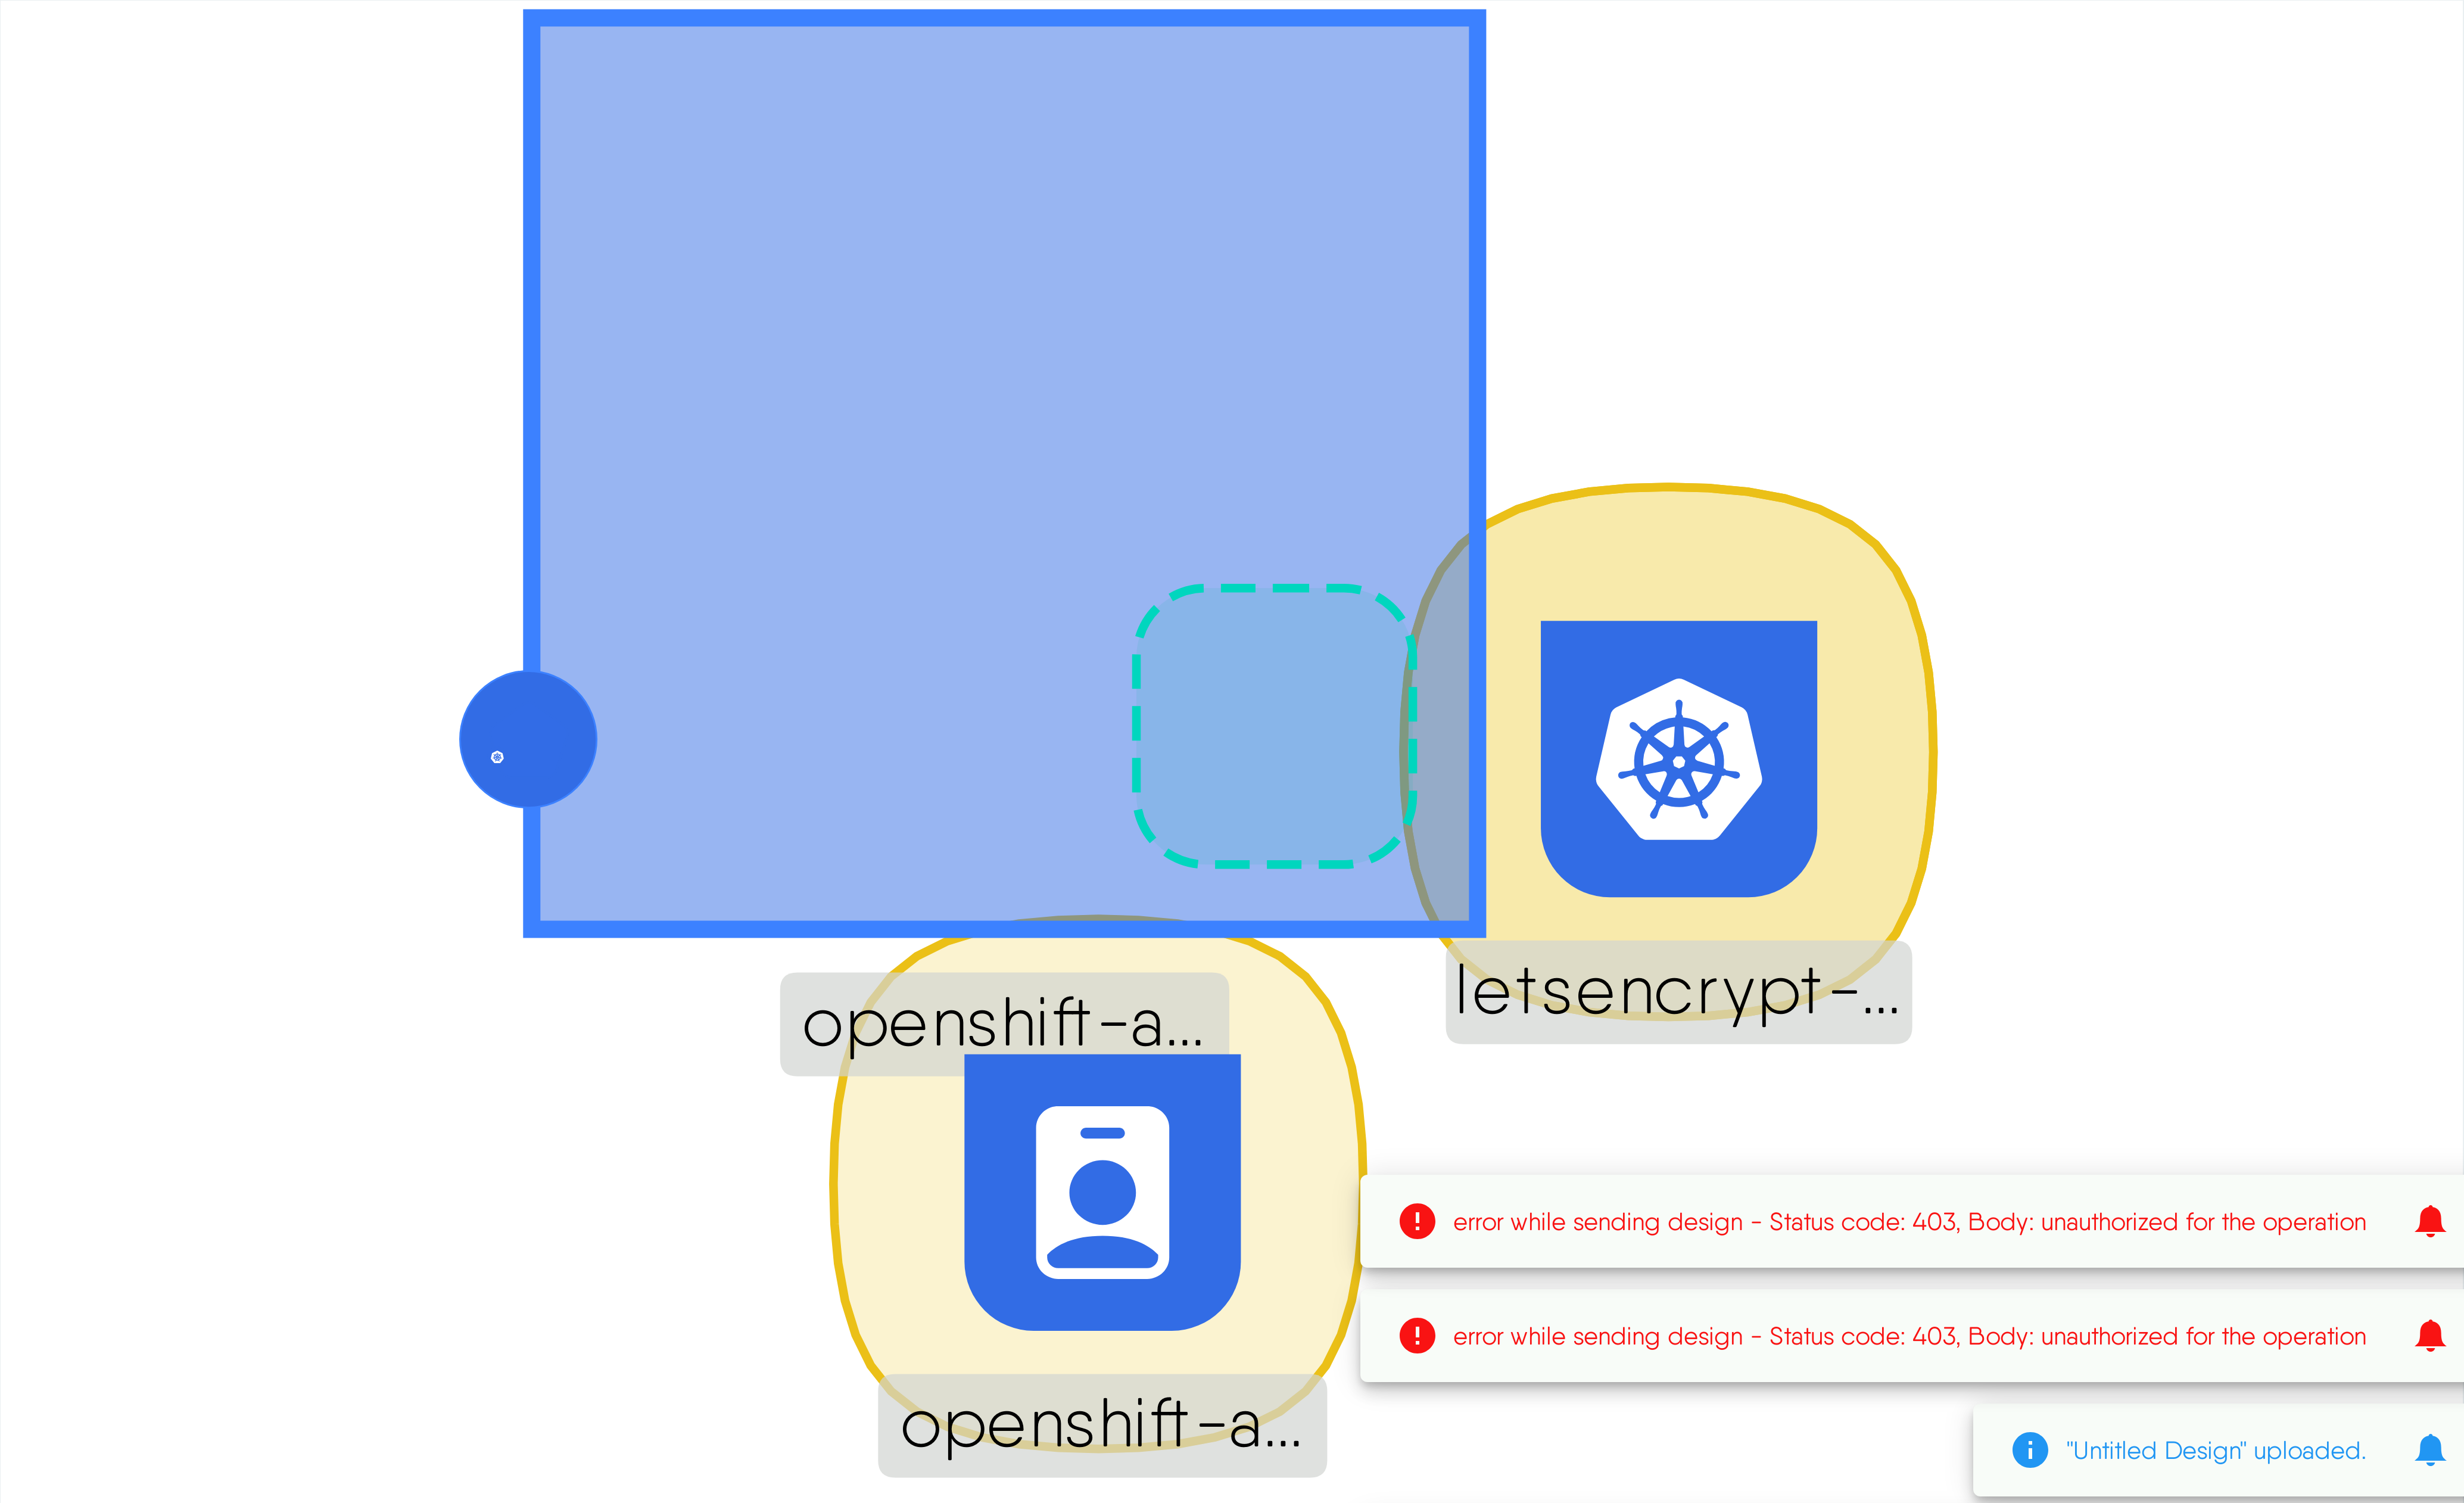 letsencrypt-...
openshift-a...
error while sending design - Status code: 403, Body: unauthorized for the operation
error while sending design - Status code: 403, Body: unauthorized for the operation
openshift-a...
"Untitled Design" uploaded.